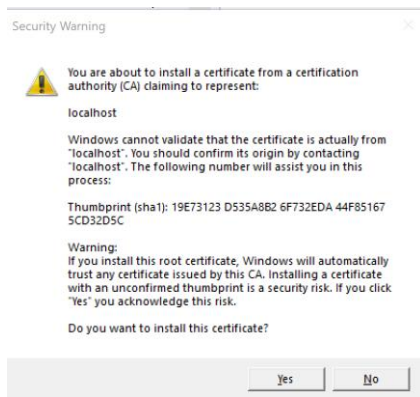 Security Warning
You are about to install a certificate from a certification
authority (CA) claiming to represent:
localhost
Windows cannot validate that the certificate is actually from
"localhost". You should confirm its origin by contacting
"localhost". The following number will assist you in this
process:
Thumbprint (sha1): 19E73123 D535A8B2 6F732EDA 44F85167
5CD32D5C
Warning:
If you install this root certificate, Windows will automatically
trust any certificate issued by this CA. Installing a certificate
with an unconfirmed thumbprint is a security risk. If you click
"Yes" you acknowledge this risk.
Do you want to install this certificate?
Yes
No